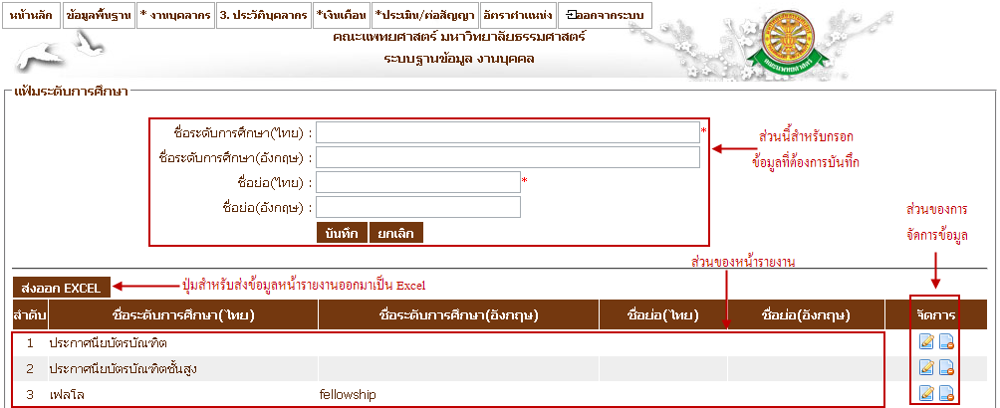 หน้าหลัก ข้อมูลพื้นฐาน * งานบุคลากร 3. ประวัติบุคลากร *เงินเดือน *ประเมิน/ต่อสัญญา อัตราตำแหน่ง ออกจากระบบ
คณะแพทยศาสตร์ มหาวิทยาลัยธรรมศาสตร์
ระบบฐานข้อมูล งานบุคคล
แฟ้มระดับการศึกษา
ชื่อระดับการศึกษา(ไทย) : *
ชื่อระดับการศึกษา(อังกฤษ) :
ชื่อย่อ(ไทย) : *
ชื่อย่อ(อังกฤษ) :
บันทึก ยกเลิก
ส่วนนี้สำหรับกรอก
ข้อมูลที่ต้องการบันทึก
ส่วนของการ
จัดการข้อมูล
ส่วนของหน้ารายงาน
ส่งออก EXCEL ปุ่มสำหรับส่งข้อมูลหน้ารายงานออกมาเป็น Excel
ลำดับ ชื่อระดับการศึกษา(ไทย) ชื่อระดับการศึกษา(อังกฤษ) ชื่อย่อ(ไทย) ชื่อย่อ(อังกฤษ) จัดการ
1 ประกาศนียบัตรบัณฑิต
2 ประกาศนียบัตรบัณฑิตชั้นสูง
3 เฟลโล fellowship